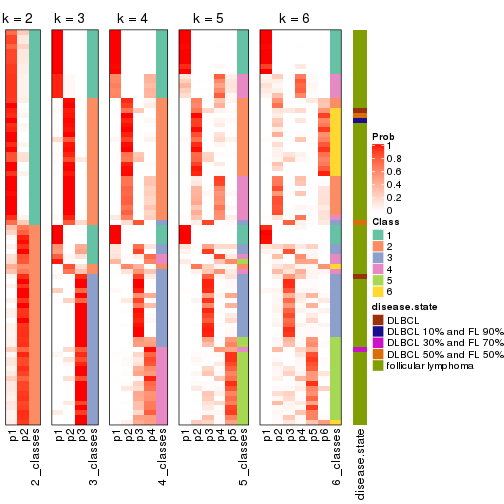 k = 2
k = 3
k = 4
k = 5
k = 6
Prob
1
0.8
0.6
0.4
0.2
0
Class
1
2
3
4
5
6
disease.state
DLBCL
DLBCL 10% and FL 90%
DLBCL 30% and FL 70%
DLBCL 50% and FL 50%
follicular lymphoma
p1
p2
2_classes
p1
p2
p3
3_classes
p1
p2
p3
p4
4_classes
p1
p2
p3
p4
p5
5_classes
p1
p2
p3
p4
p5
p6
6_classes
disease.state